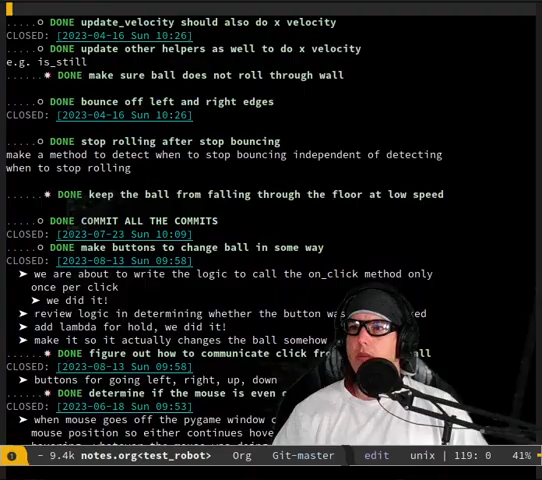 .....○ DONE update_velocity should also do x velocity
CLOSED: [2023-04-16 Sun 10:26]
.....○ DONE update other helpers as well to do x velocity
e.g. is_still
......✸ DONE make sure ball does not roll through wall
.....○ DONE bounce off left and right edges
CLOSED: [2023-04-16 Sun 10:26]
.....○ DONE stop rolling after stop bouncing
make a method to detect when to stop bouncing independent of detecting
when to stop rolling
......✸ DONE keep the ball from falling through the floor at low speed
.....○ DONE COMMIT ALL THE COMMITS
CLOSED: [2023-07-23 Sun 10:09]
.....○ DONE make buttons to change ball in some way
CLOSED: [2023-08-13 Sun 09:58]
➤ we are about to write the logic to call the on_click method only
once per click
➤ we did it!
➤ review logic in determining whether the button was
➤ add lambda for hold, we did it!
➤ make it so it actually changes the ball somehow
......✸ DONE figure out how to communicate click
CLOSED: [2023-08-13 Sun 09:58]
➤ buttons for going left, right, up, down
......✸ DONE determine if the mouse is even
CLOSED: [2023-06-18 Sun 09:53]
➤ when mouse goes off the pygame window
mouse position so either continues
- 9.4k notes.org<test_robot> Org Git-master edit unix | 119: 0 41%